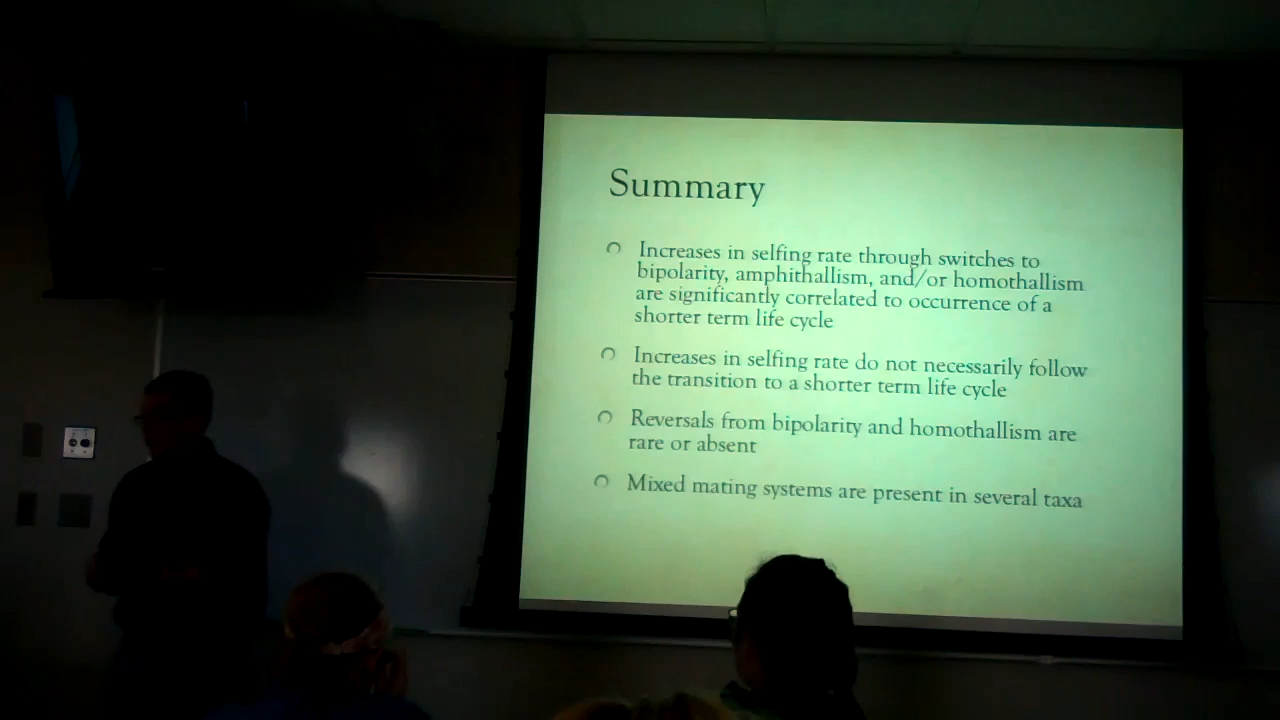 Summary
Increases in selfing rate through switches to
bipolarity, amphithallism, and/or homothallism
are significantly correlated to occurrence of a
shorter term life cycle
Increases in selfing rate do not necessarily follow
the transition to a shorter term life cycle
Reversals from bipolarity and homothallism are
rare or absent
Mixed mating systems are present in several taxa